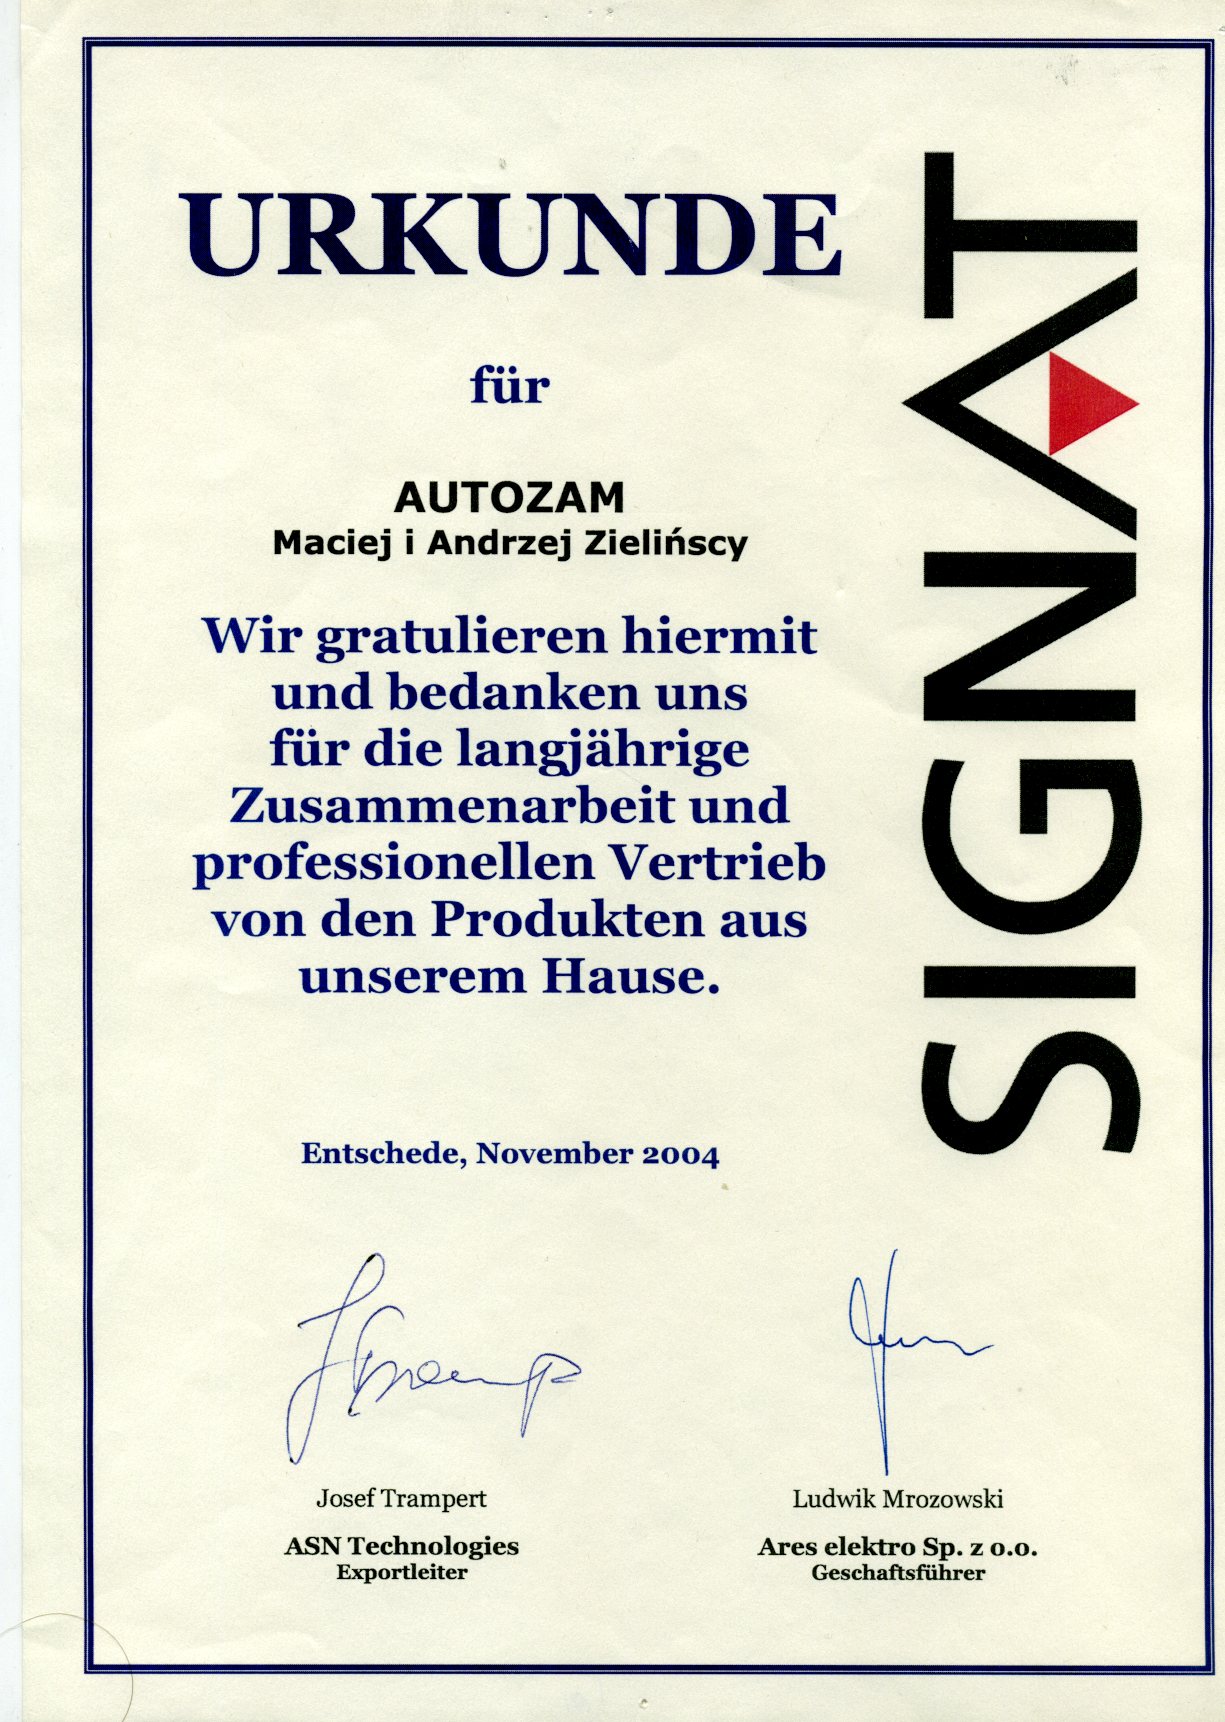 URKUNDE
für
AUTOZAM
Maciej i Andrzej Zielińscy
Wir gratulieren hiermit
und bedanken uns
für die langjährige
Zusammenarbeit und
professionellen Vertrieb
von den Produkten aus
unserem Hause.
Entschede, November 2004
Josef Trampert
ASN Technologies
Exportleiter
Ludwik Mrozowski
Ares elektro Sp. z o.o.
Geschaftsführer
SIGNAT